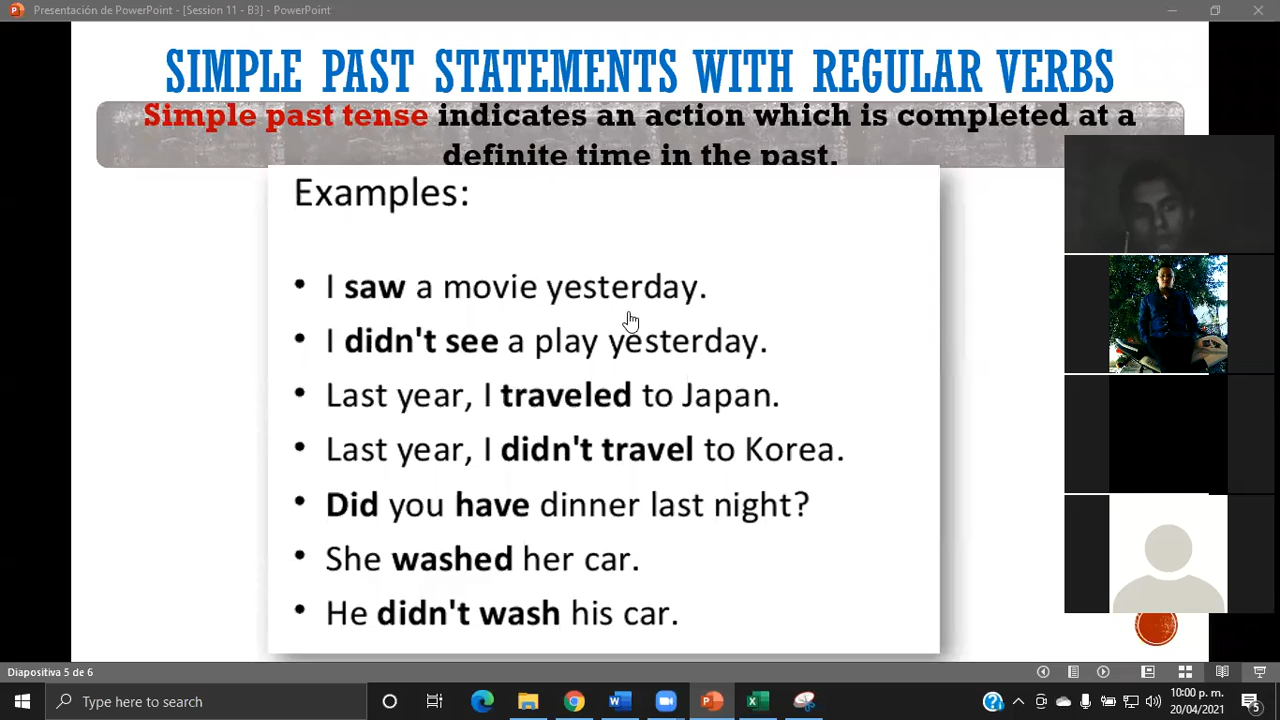 Presentación de PowerPoint - [Session 11 - B3] - PowerPoint
SIMPLE PAST STATEMENTS WITH REGULAR VERBS
Simple past tense indicates an action which is completed at a
definite time in the past.
Examples:
• I saw a movie yesterday.
• I didn't see a play yesterday.
• Last year, I traveled to Japan.
• Last year, I didn't travel to Korea.
• Did you have dinner last night?
• She washed her car.
• He didn't wash his car.
Diapositiva 5 de 6
Type here to search
10:00 p. m.
20/04/2021
5